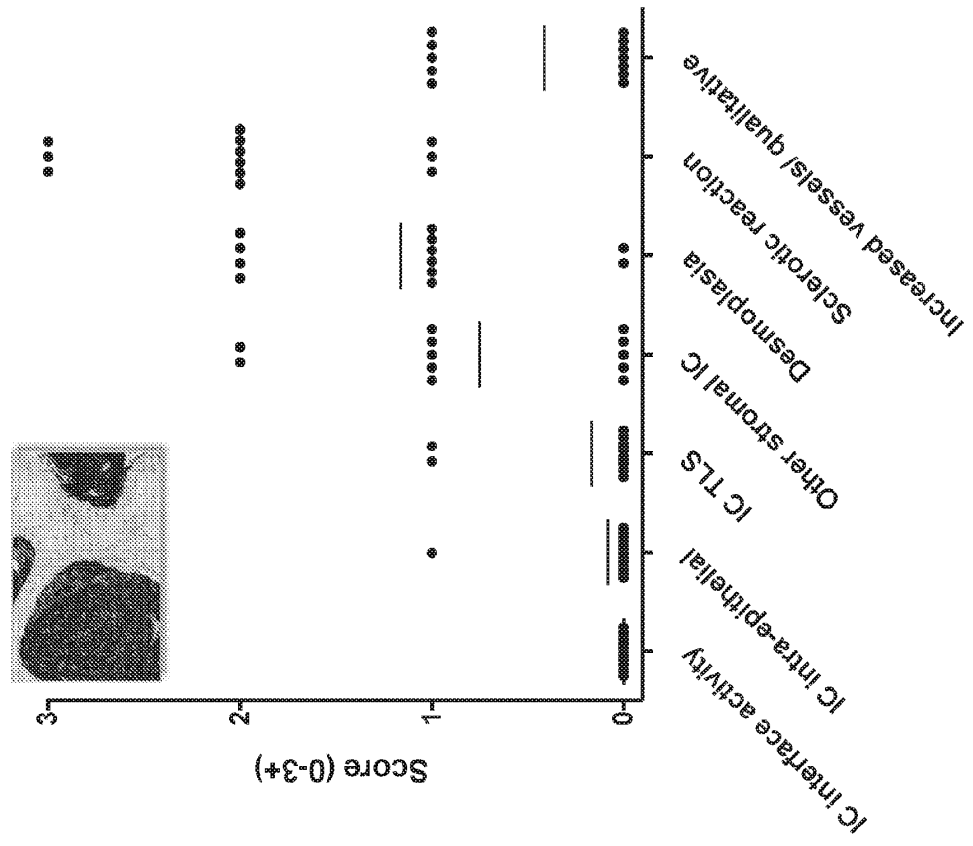 Score (0-3+)
3
2
1
0
IC interface activity
IC intra-epithelial
IC TLS
Other stromal IC
Desmoplasia
Sclerotic reaction
Increased vessels/ qualitative